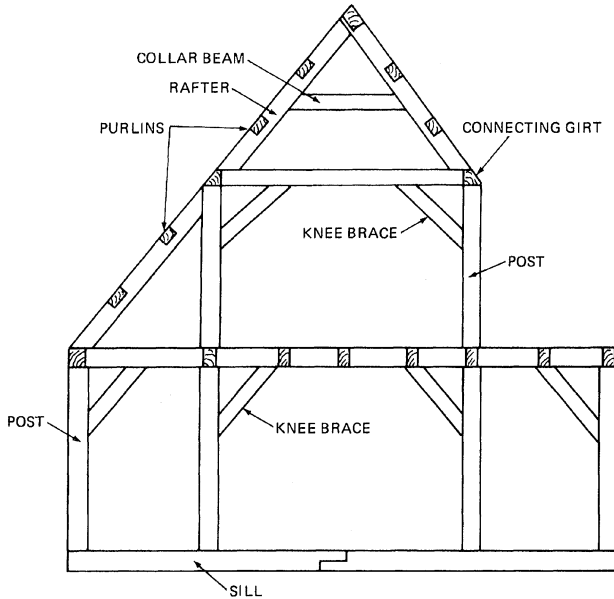 COLLAR BEAM
RAFTER
PURLINS
CONNECTING GIRT
KNEE BRACE
POST
POST
KNEE BRACE
SILL